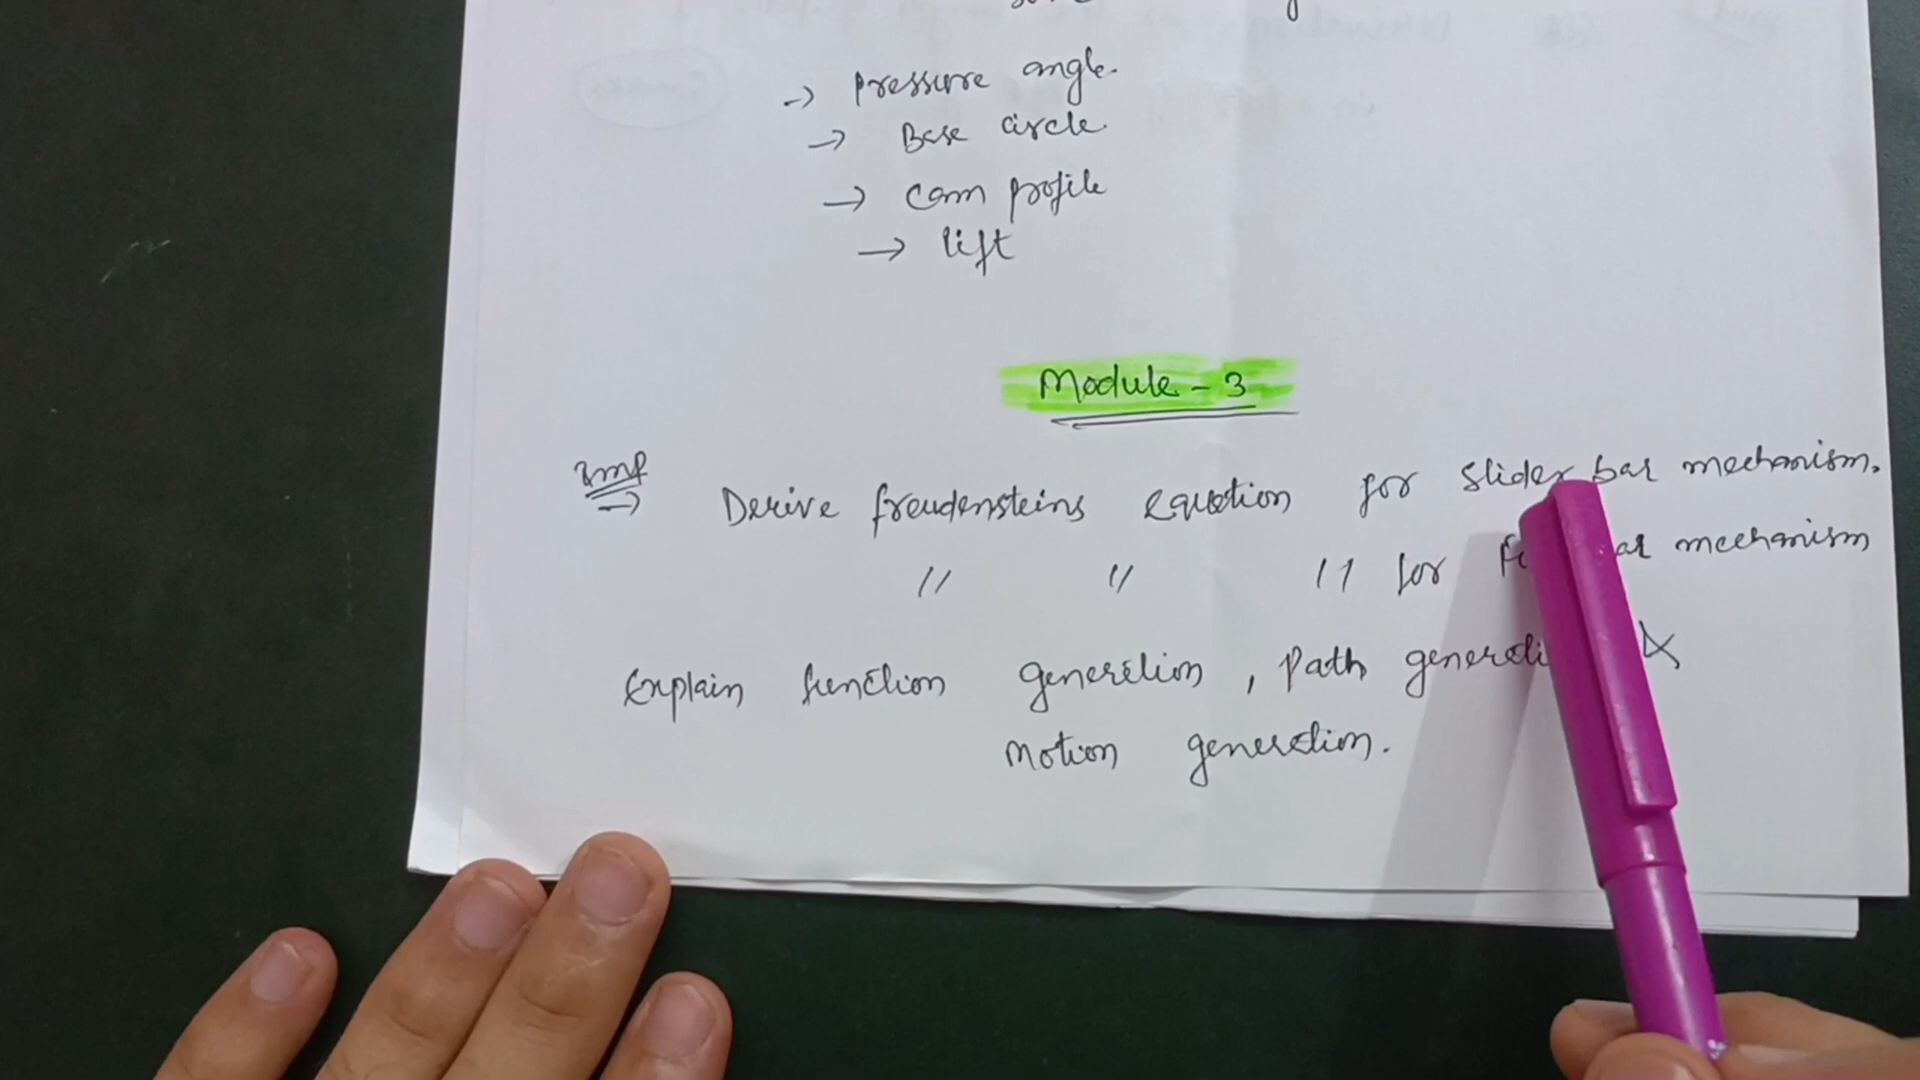 → Pressure angle.
→ Base circle.
→ Cam profile
→ lift
Module - 3
Imp
→ Derive freudensteins equation for slider bar mechanism.
〃 〃 〃 for mechanism
Explain function generation, path &
Motion generation.